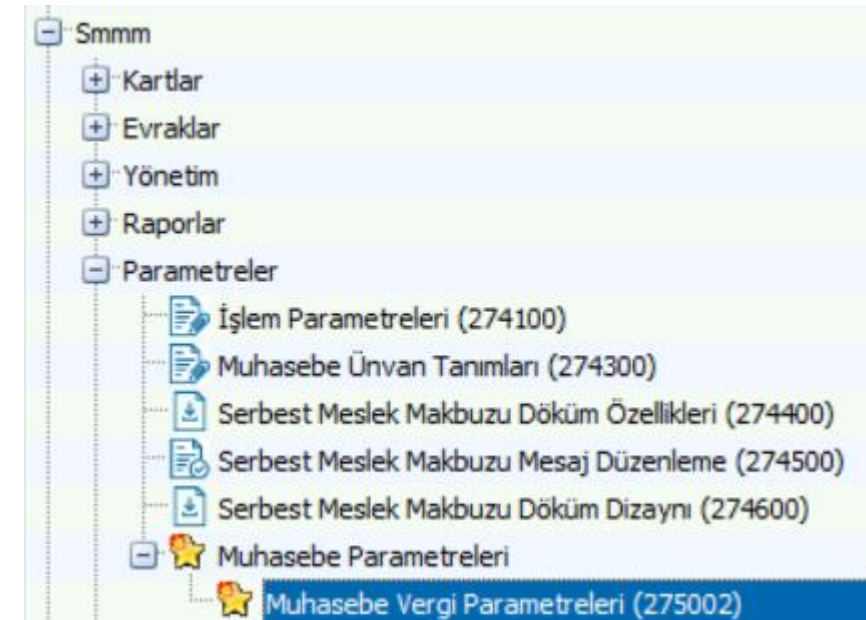 Smmm
Kartlar
Evraklar
Yönetim
Raporlar
Parametreler
İşlem Parametreleri (274100)
Muhasebe Ünvan Tanımları (274300)
Serbest Meslek Makbuzu Döküm Özellikleri (274400)
Serbest Meslek Makbuzu Mesaj Düzenleme (274500)
Serbest Meslek Makbuzu Döküm Dizaynı (274600)
Muhasebe Parametreleri
Muhasebe Vergi Parametreleri (275002)